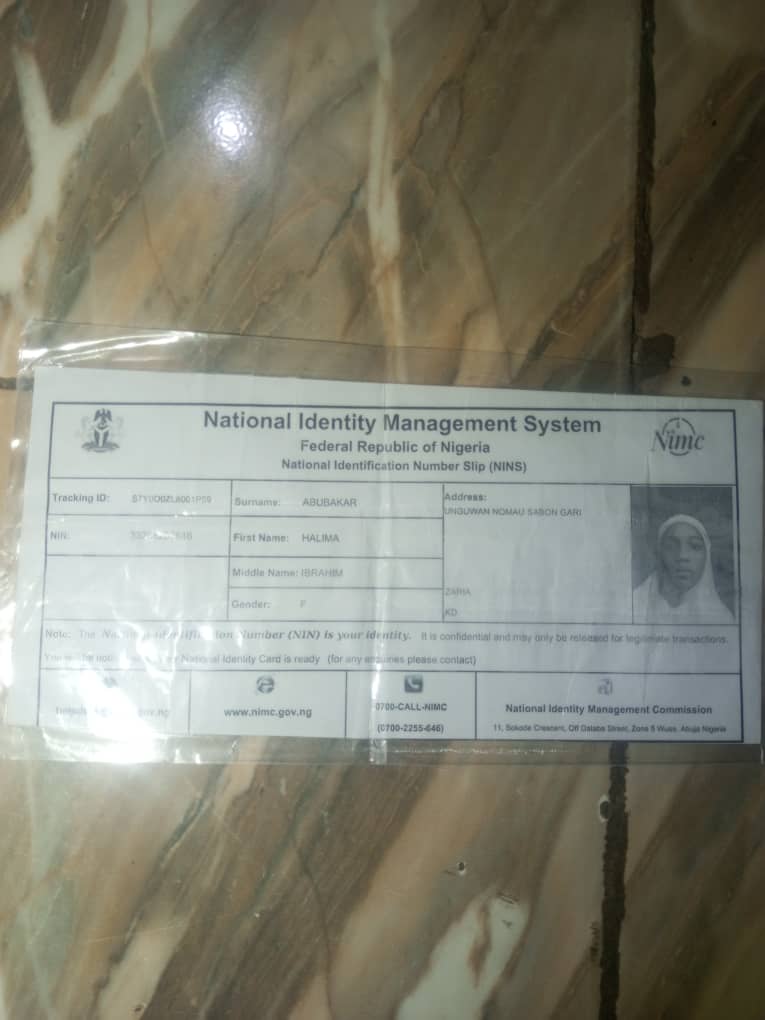 National Identity Management System
Federal Republic of Nigeria
National Identification Number Slip (NINS)
nimc
Tracking ID:
Surname: ABUBAKAR
Address:
UNGUWAN NOMAU SABON GARI
NIN:
First Name: HALIMA
Middle Name: IBRAHIM
ZARIA
Gender: F
KD
Note: The Number (NIN) is your identity. It is confidential and may only be released for legitimate transactions.
National Identity Card is ready (for any enquiries please contact)
www.nimc.gov.ng
0700-CALL-NIMC
(0700-2255-646)
National Identity Management Commission
11, Sokode Crescent, Off Dalaba Street, Zone 5 Wuse, Abuja Nigeria